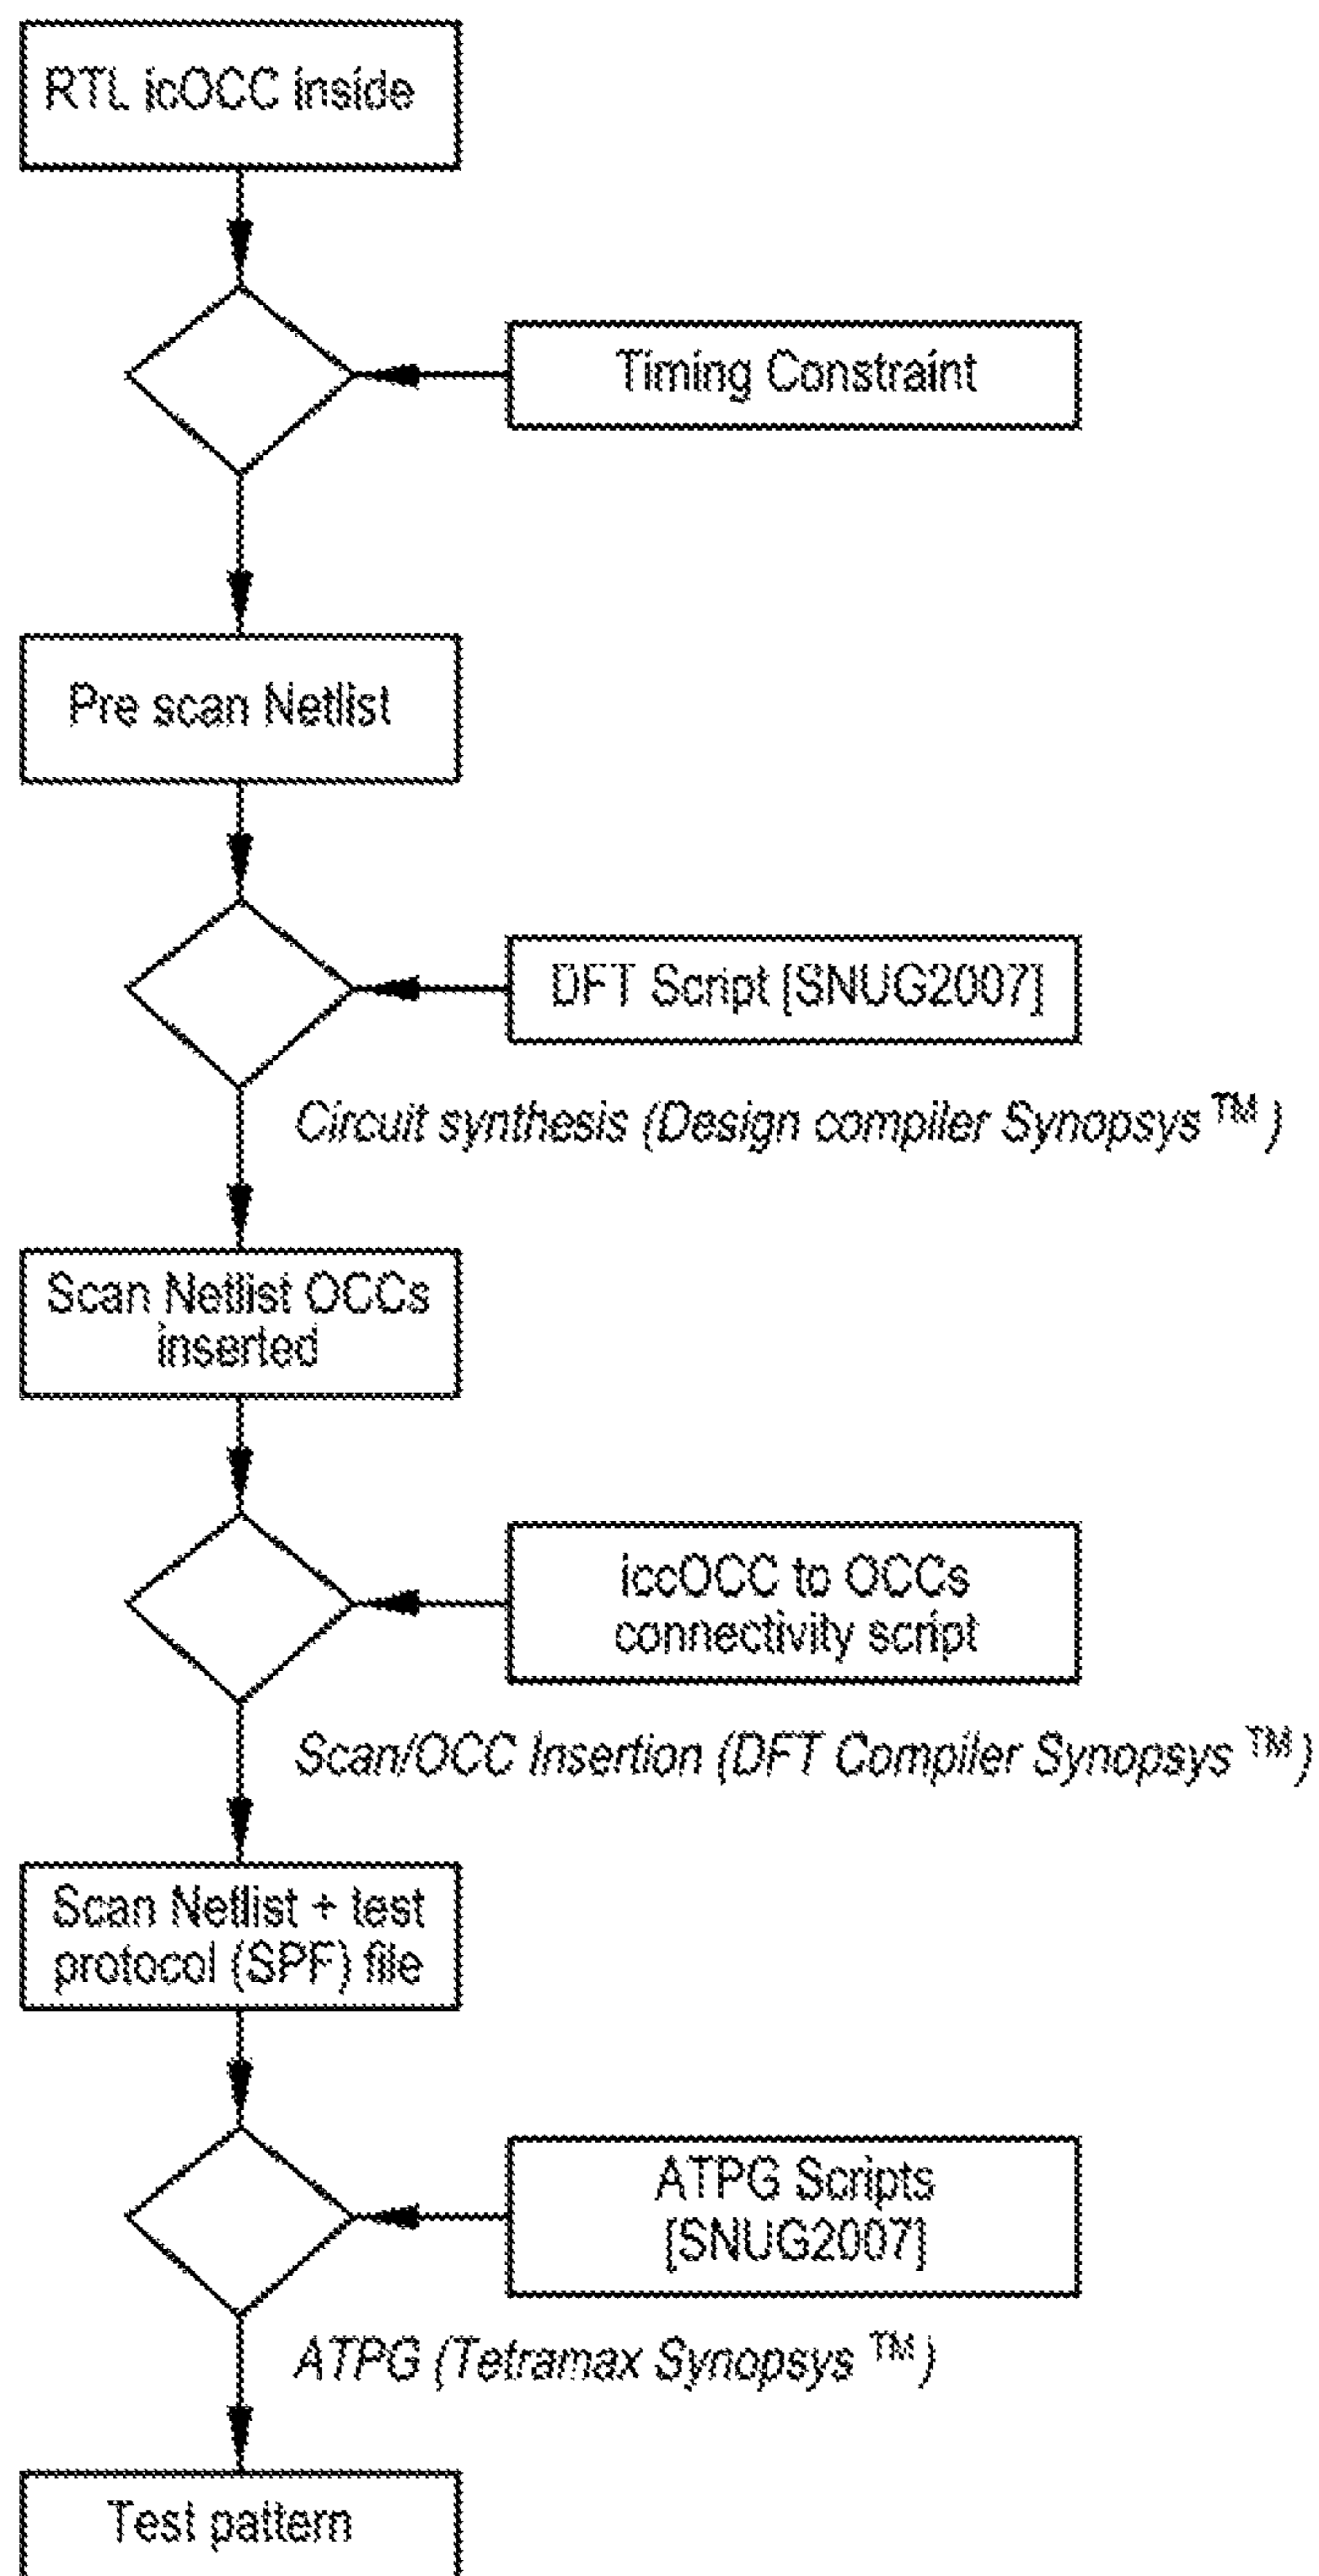 RTL icOCC inside
Timing Constraint
Pre scan Netlist
DFT Script [SNUG2007]
Circuit synthesis (Design compiler Synopsys ™ )
Scan Netlist OCCs
inserted
iccOCC to OCCs
connectivity script
Scan/OCC Insertion (DFT Compiler Synopsys ™ )
Scan Netlist + test
protocol (SPF) file
ATPG Scripts
[SNUG2007]
ATPG (Tetramax Synopsys ™ )
Test pattern